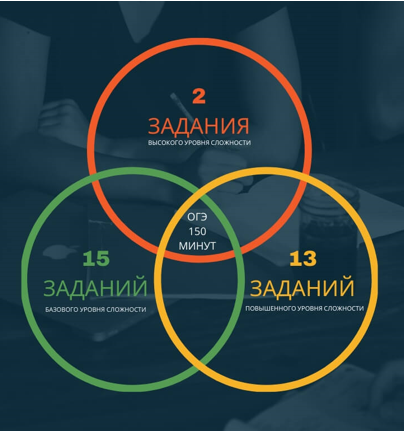 2
ЗАДАНИЯ
ВЫСОКОГО УРОВНЯ СЛОЖНОСТИ
ОГЭ
150
МИНУТ
15
ЗАДАНИЙ
БАЗОВОГО УРОВНЯ СЛОЖНОСТИ
13
ЗАДАНИЙ
ПОВЫШЕННОГО УРОВНЯ СЛОЖНОСТИ